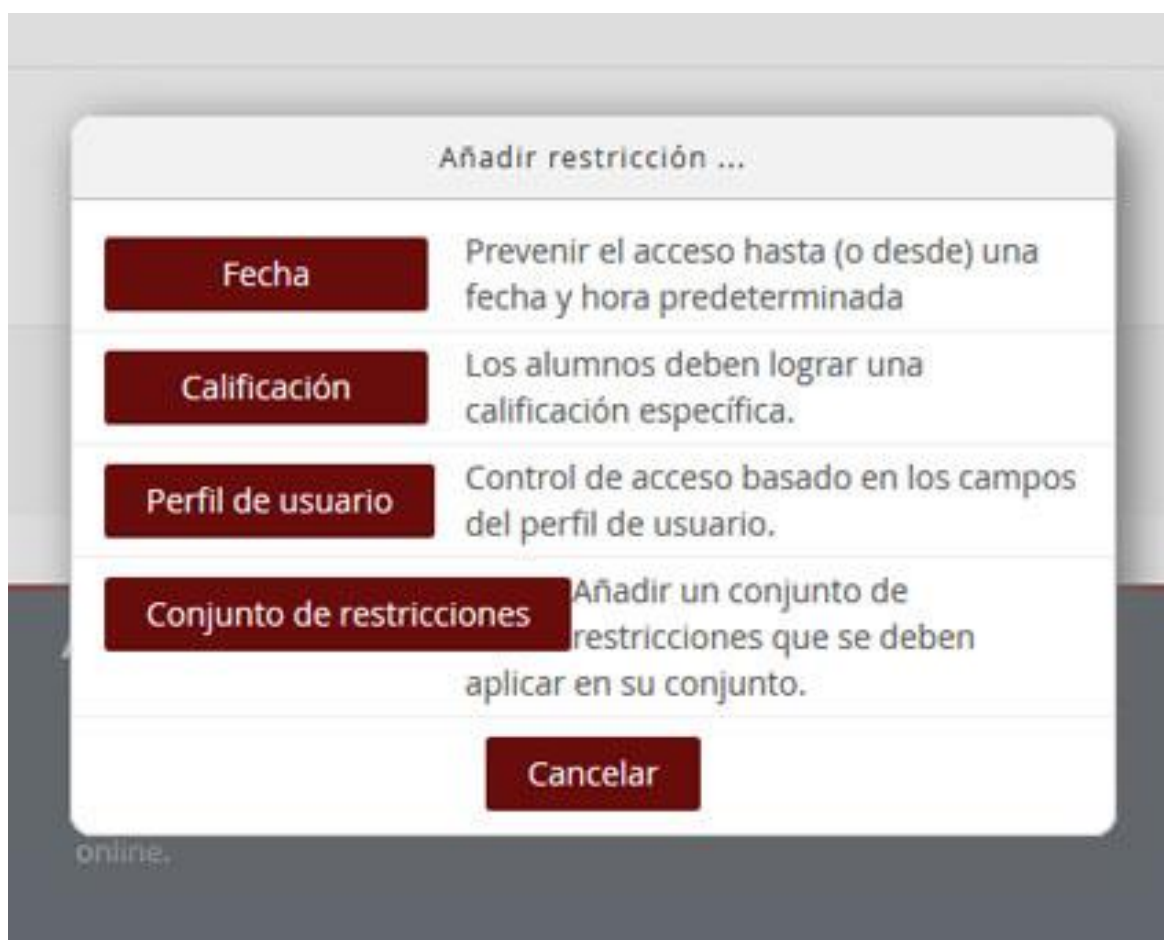 Añadir restricción ...
Fecha
Prevenir el acceso hasta (o desde) una
fecha y hora predeterminada
Calificación
Los alumnos deben lograr una
calificación específica.
Perfil de usuario
Control de acceso basado en los campos
del perfil de usuario.
Conjunto de restricciones
Añadir un conjunto de
restricciones que se deben
aplicar en su conjunto.
Cancelar
online.